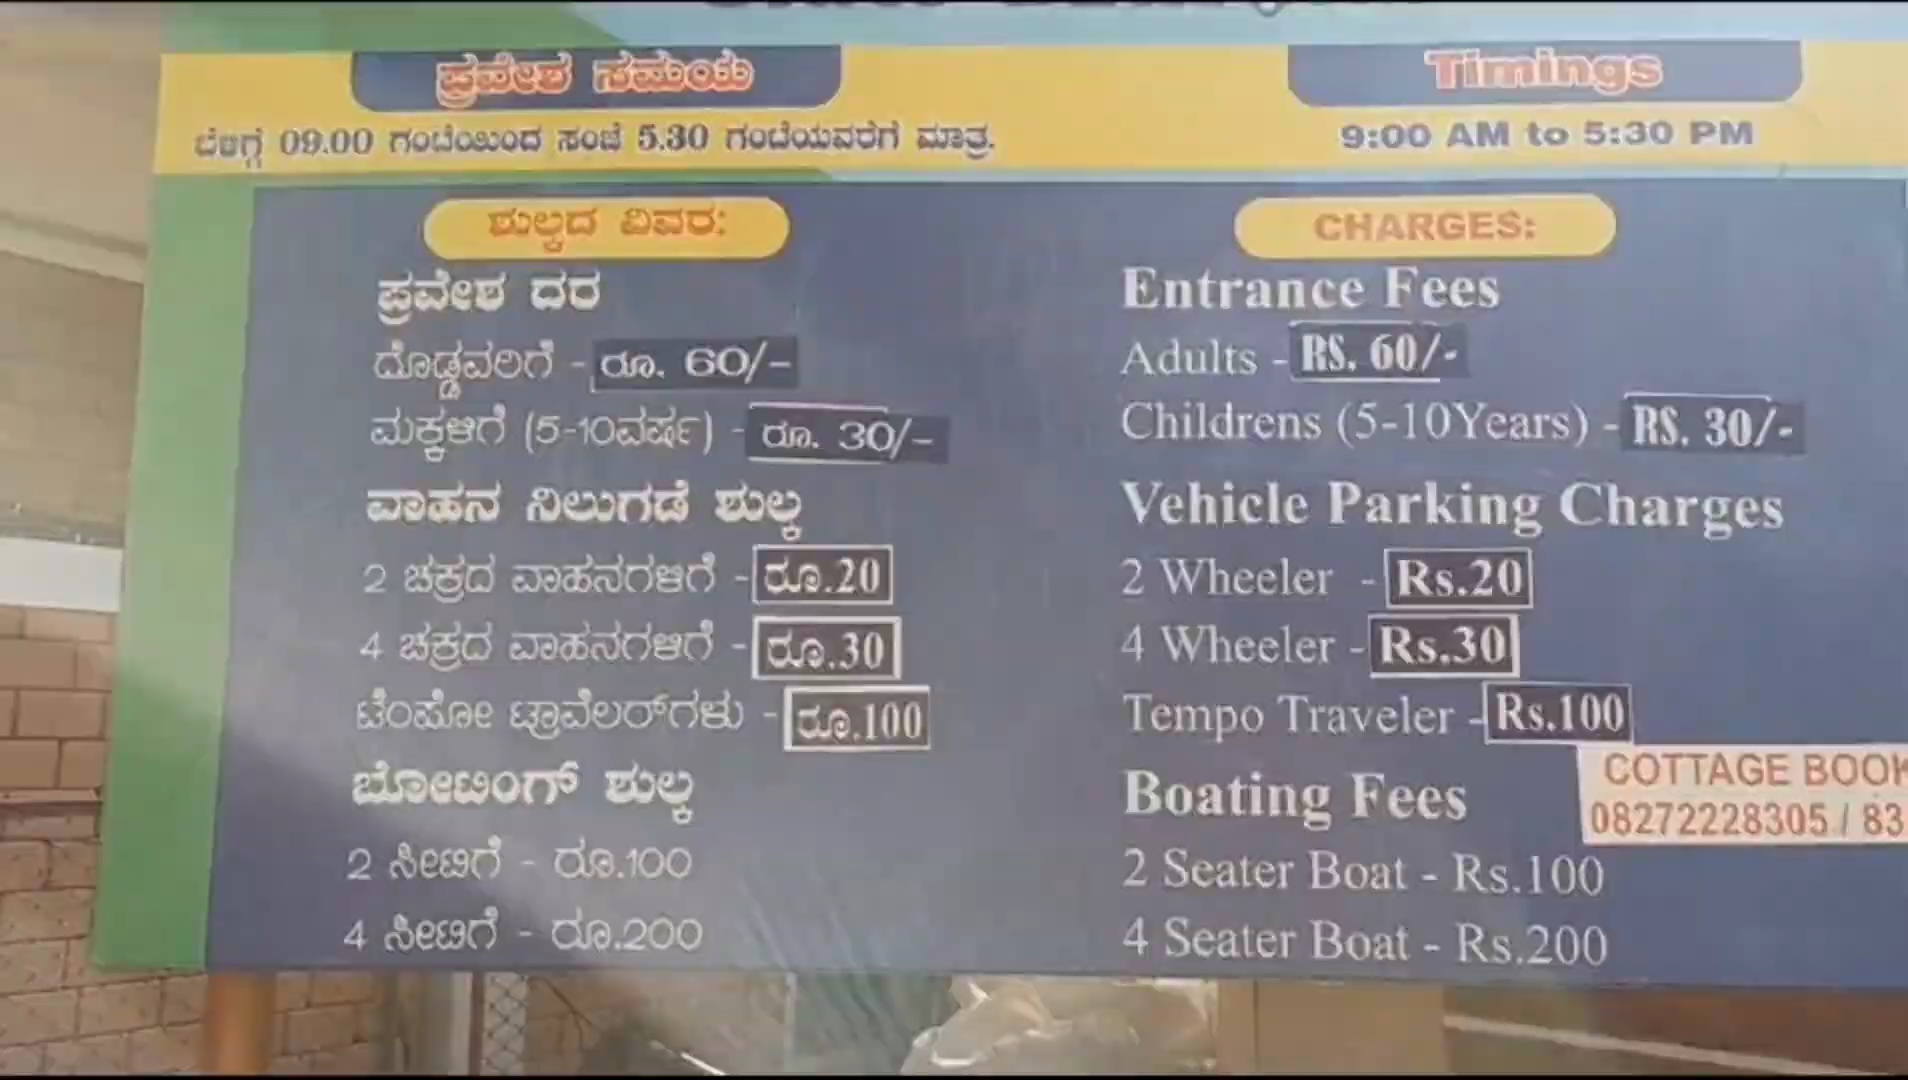 ಪ್ರವೇಶ ಸಮಯ
ಬೆಳಿಗ್ಗೆ 09.00 ಗಂಟೆಯಿಂದ ಸಂಜೆ 5.30 ಗಂಟೆಯವರೆಗೆ ಮಾತ್ರ.
ಶುಲ್ಕದ ವಿವರ:
ಪ್ರವೇಶ ದರ
ದೊಡ್ಡವರಿಗೆ - ರೂ. 60/-
ಮಕ್ಕಳಿಗೆ (5-10ವರ್ಷ) - ರೂ. 30/-
ವಾಹನ ನಿಲುಗಡೆ ಶುಲ್ಕ
2 ಚಕ್ರದ ವಾಹನಗಳಿಗೆ - ರೂ.20
4 ಚಕ್ರದ ವಾಹನಗಳಿಗೆ - ರೂ.30
ಟೆಂಪೋ ಟ್ರಾವೆಲರ್‌ಗಳು - ರೂ.100
ಬೋಟಿಂಗ್ ಶುಲ್ಕ
2 ಸೀಟಿಗೆ - ರೂ.100
4 ಸೀಟಿಗೆ - ರೂ.200
Timings
9:00 AM to 5:30 PM
CHARGES:
Entrance Fees
Adults - RS. 60/-
Childrens (5-10Years) - RS. 30/-
Vehicle Parking Charges
2 Wheeler - Rs.20
4 Wheeler - Rs.30
Tempo Traveler - Rs.100
COTTAGE BOOK
08272228305 / 83
Boating Fees
2 Seater Boat - Rs.100
4 Seater Boat - Rs.200